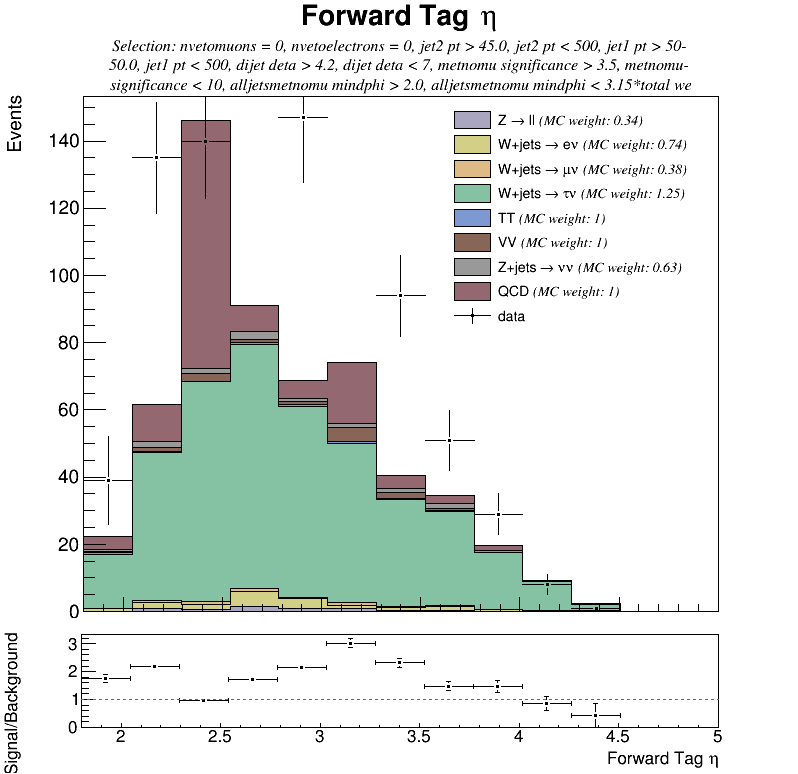 Forward Tag η
Selection: nvetomuons = 0, nvetoelectrons = 0, jet2 pt > 45.0, jet2 pt < 500, jet1 pt > 50-
50.0, jet1 pt < 500, dijet deta > 4.2, dijet deta < 7, metnomu significance > 3.5, metnomu-
significance < 10, alljetsmetnomu mindphi > 2.0, alljetsmetnomu mindphi < 3.15*total we
Events
140
120
100
80
60
40
20
0
Z → ll (MC weight: 0.34)
W+jets → eν (MC weight: 0.74)
W+jets → μν (MC weight: 0.38)
W+jets → τν (MC weight: 1.25)
TT (MC weight: 1)
VV (MC weight: 1)
Z+jets → νν (MC weight: 0.63)
QCD (MC weight: 1)
data
Signal/Background
3
2
1
0
2 2.5 3 3.5 4 4.5 5
Forward Tag η